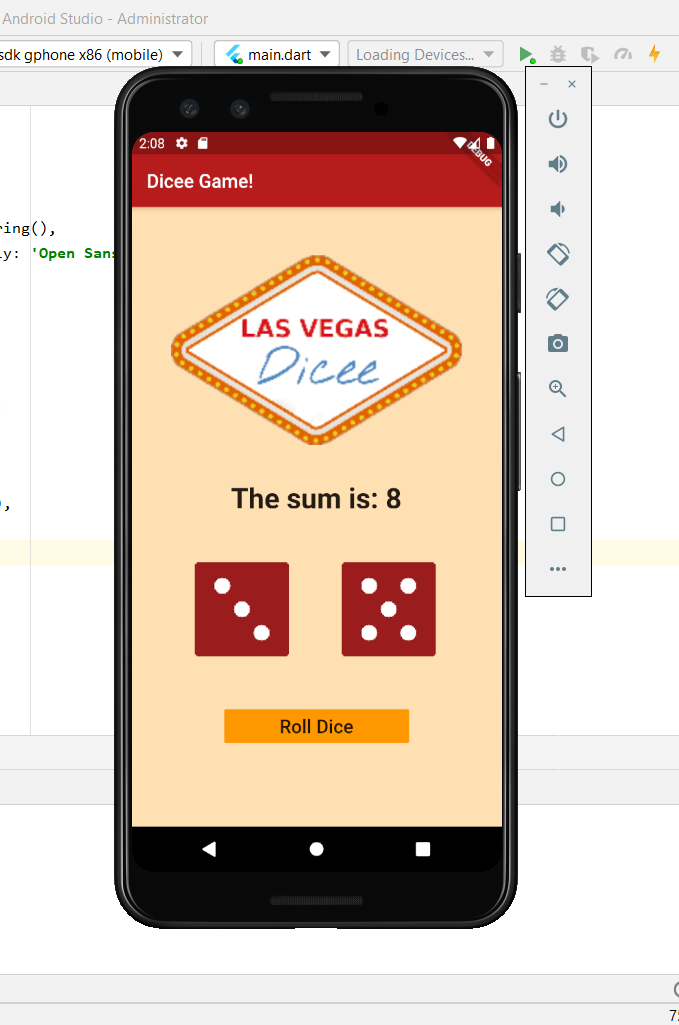 Android Studio - Administrator
sdk gphone x86 (mobile)
main.dart
Loading Devices...
2:08
DEBUG
Dicee Game!
ring(),
ly: 'Open Sans
LAS VEGAS
Dicee
The sum is: 8
),
Roll Dice
75